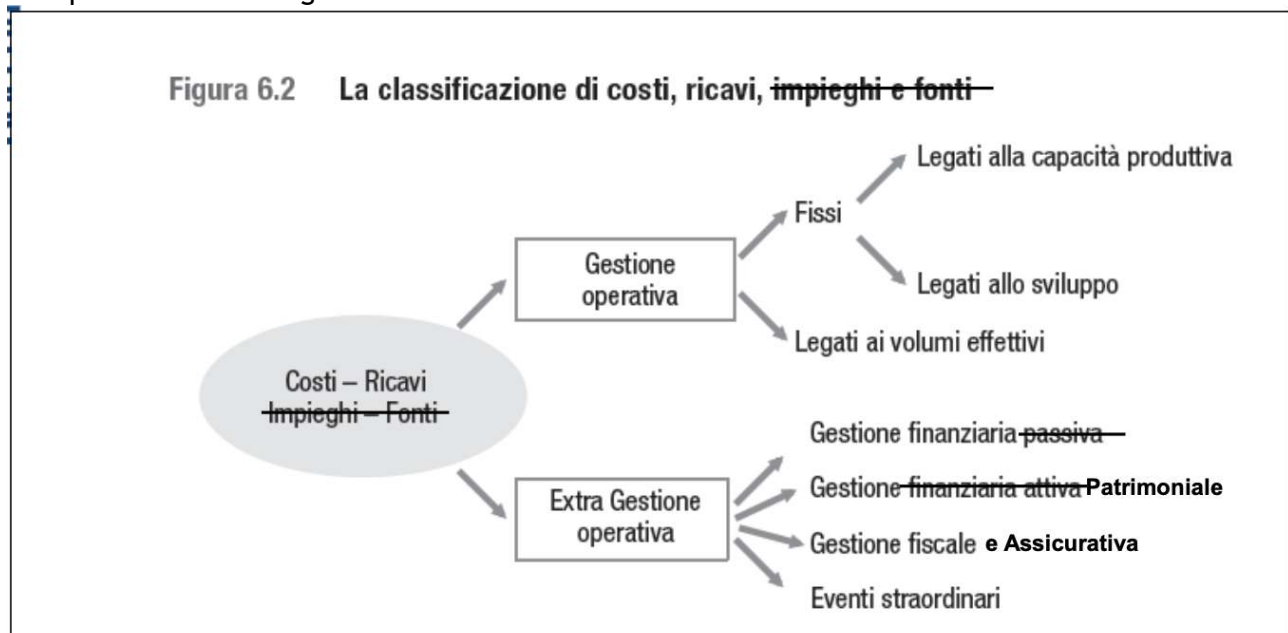 Figura 6.2 La classificazione di costi, ricavi, impieghi e fonti
Legati alla capacità produttiva
Fissi
Gestione
operativa
Legati allo sviluppo
Legati ai volumi effettivi
Costi – Ricavi
Impieghi – Fonti
Gestione finanziaria passiva
Extra Gestione
operativa
Gestione finanziaria attiva Patrimoniale
Gestione fiscale e Assicurativa
Eventi straordinari